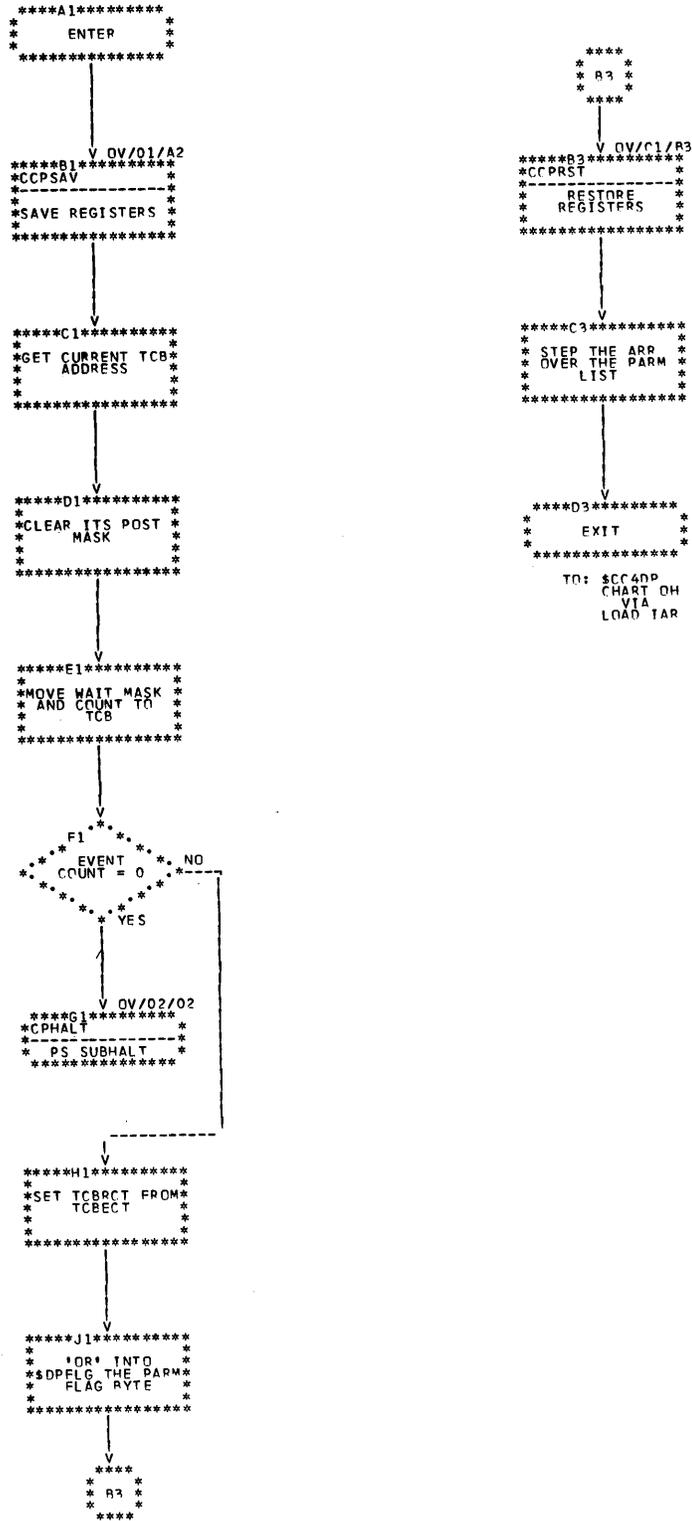 A1
ENTER
OV/01/A2
B1
CCPSAV
SAVE REGISTERS
C1
GET CURRENT TCB
ADDRESS
D1
CLEAR ITS POST
MASK
E1
MOVE WAIT MASK
AND COUNT TO
TCB
F1
EVENT
COUNT = 0
NO
YES
OV/02/02
G1
CPHALT
PS SUBHALT
H1
SET TCBRCT FROM
TCBECT
J1
'OR' INTO
$DPFLG THE PARM
FLAG BYTE
B3
B3
OV/01/B3
B3
CCPRST
RESTORE
REGISTERS
C3
STEP THE ARR
OVER THE PARM
LIST
D3
EXIT
TO: $CC4DP
CHART OH
VIA
LOAD IAR